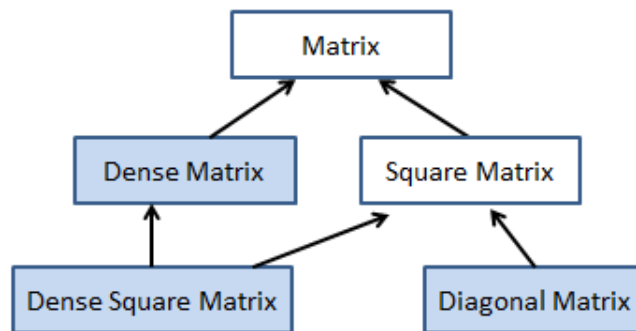 Matrix
Dense Matrix
Square Matrix
Dense Square Matrix
Diagonal Matrix